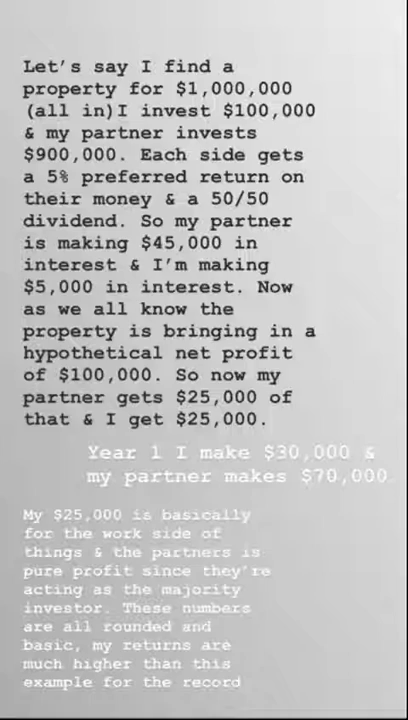 Let's say I find a
property for $1,000,000
(all in)I invest $100,000
& my partner invests
$900,000. Each side gets
a 5% preferred return on
their money & a 50/50
dividend. So my partner
is making $45,000 in
interest & I'm making
$5,000 in interest. Now
as we all know the
property is bringing in a
hypothetical net profit
of $100,000. So now my
partner gets $25,000 of
that & I get $25,000.
Year 1 I make $30,000 &
my partner makes $70,000
My $25,000 is basically
for the work side of
things & the partners is
pure profit since they're
acting as the majority
investor. These numbers
are all rounded and
basic, my returns are
much higher than this
example for the record